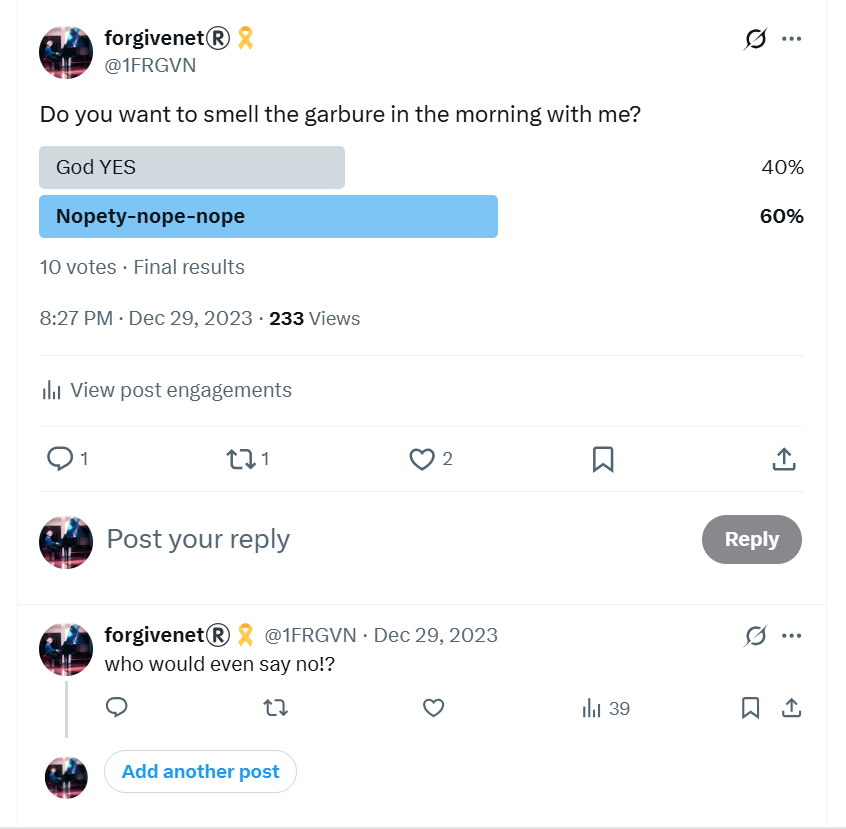 forgivenet®🎗
@1FRGVN
Do you want to smell the garbure in the morning with me?
God YES 40%
Nopety-nope-nope 60%
10 votes · Final results
8:27 PM · Dec 29, 2023 · 233 Views
View post engagements
1 1 2
Post your reply Reply
forgivenet®🎗 @1FRGVN · Dec 29, 2023
who would even say no!?
39
Add another post